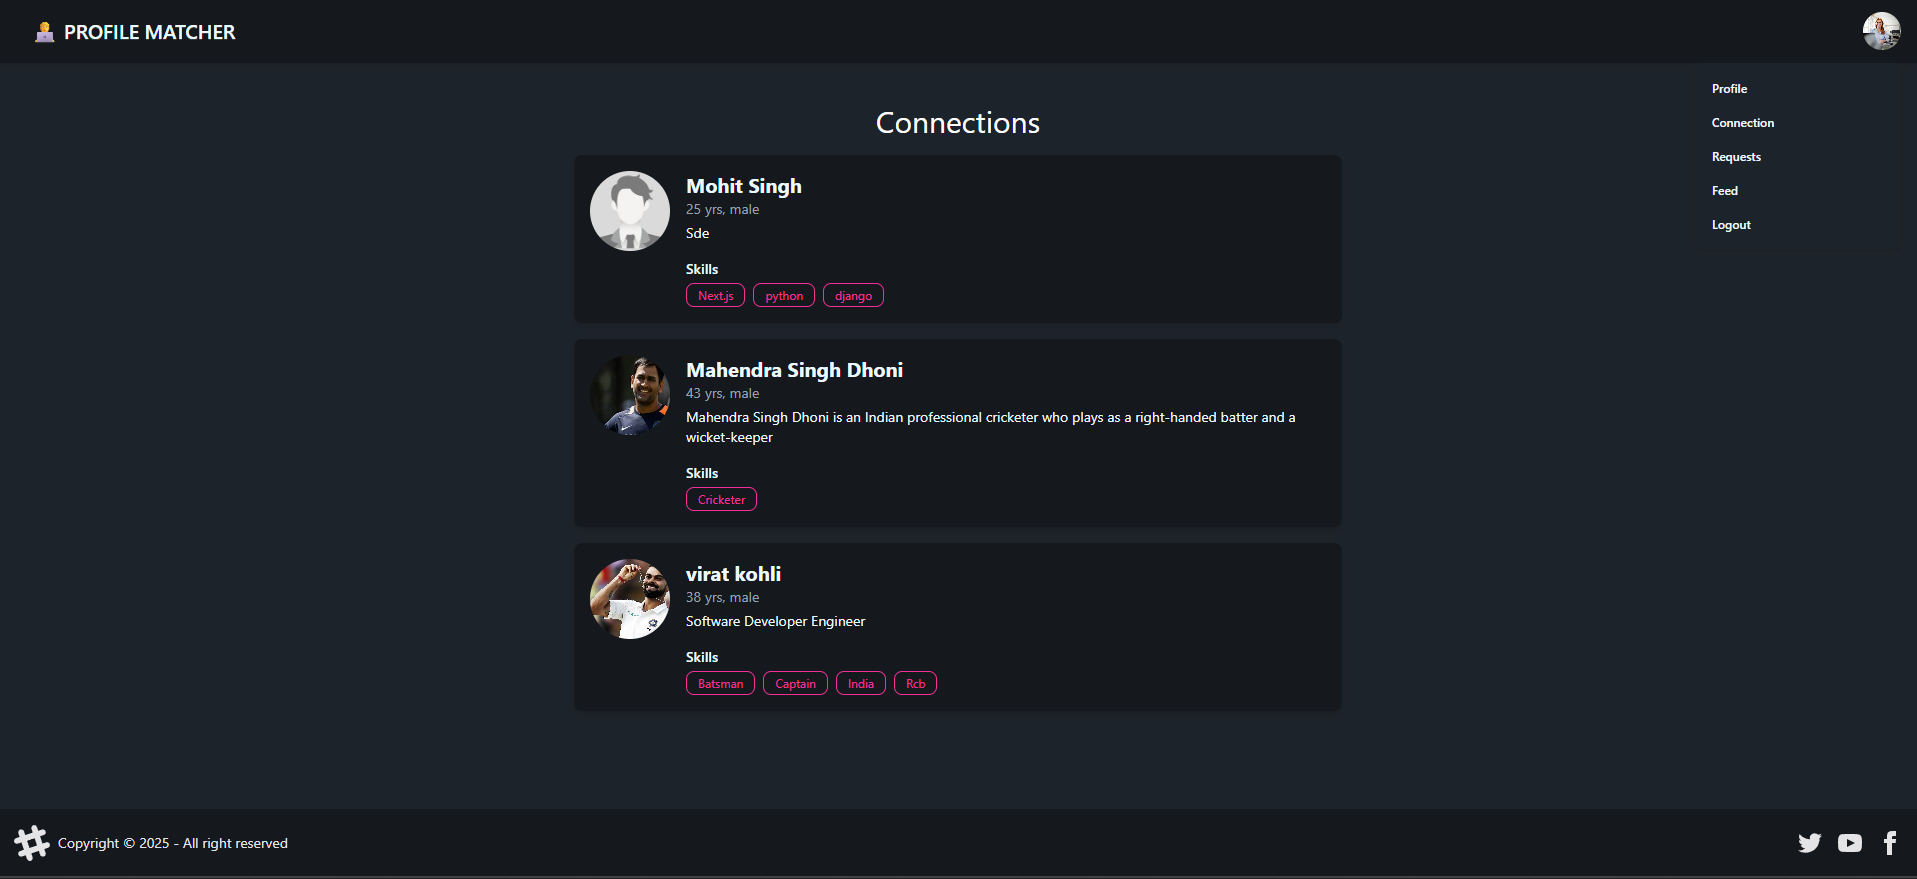 PROFILE MATCHER
Profile
Connection
Requests
Feed
Logout
Connections
Mohit Singh
25 yrs, male
Sde
Skills
Next.js python django
Mahendra Singh Dhoni
43 yrs, male
Mahendra Singh Dhoni is an Indian professional cricketer who plays as a right-handed batter and a
wicket-keeper
Skills
Cricketer
virat kohli
38 yrs, male
Software Developer Engineer
Skills
Batsman Captain India Rcb
Copyright © 2025 - All right reserved